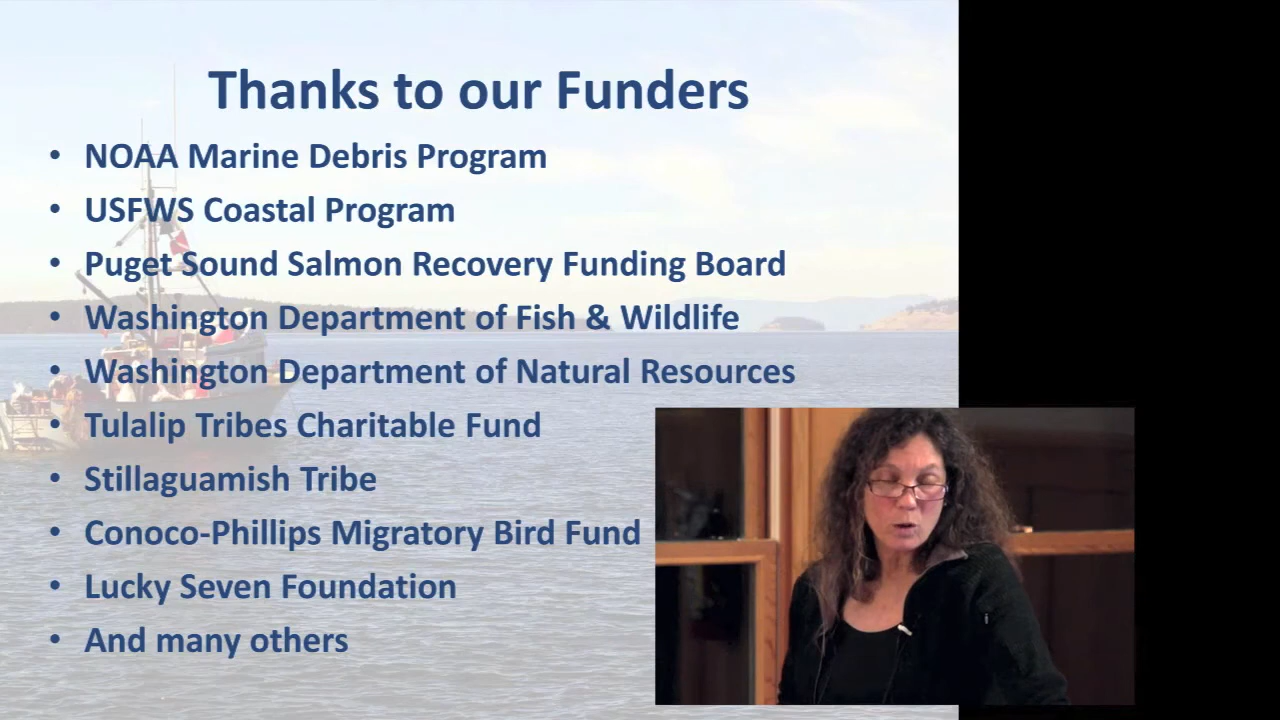 Thanks to our Funders
• NOAA Marine Debris Program
• USFWS Coastal Program
• Puget Sound Salmon Recovery Funding Board
• Washington Department of Fish & Wildlife
• Washington Department of Natural Resources
• Tulalip Tribes Charitable Fund
• Stillaguamish Tribe
• Conoco-Phillips Migratory Bird Fund
• Lucky Seven Foundation
• And many others